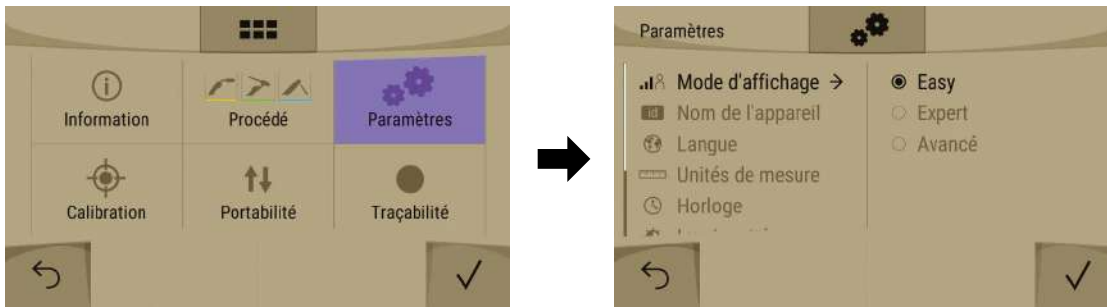 Information
Procédé
Paramètres
Calibration
Portabilité
Traçabilité
Paramètres
Mode d'affichage
Easy
id
Nom de l'appareil
Expert
Langue
Avancé
Unités de mesure
Horloge